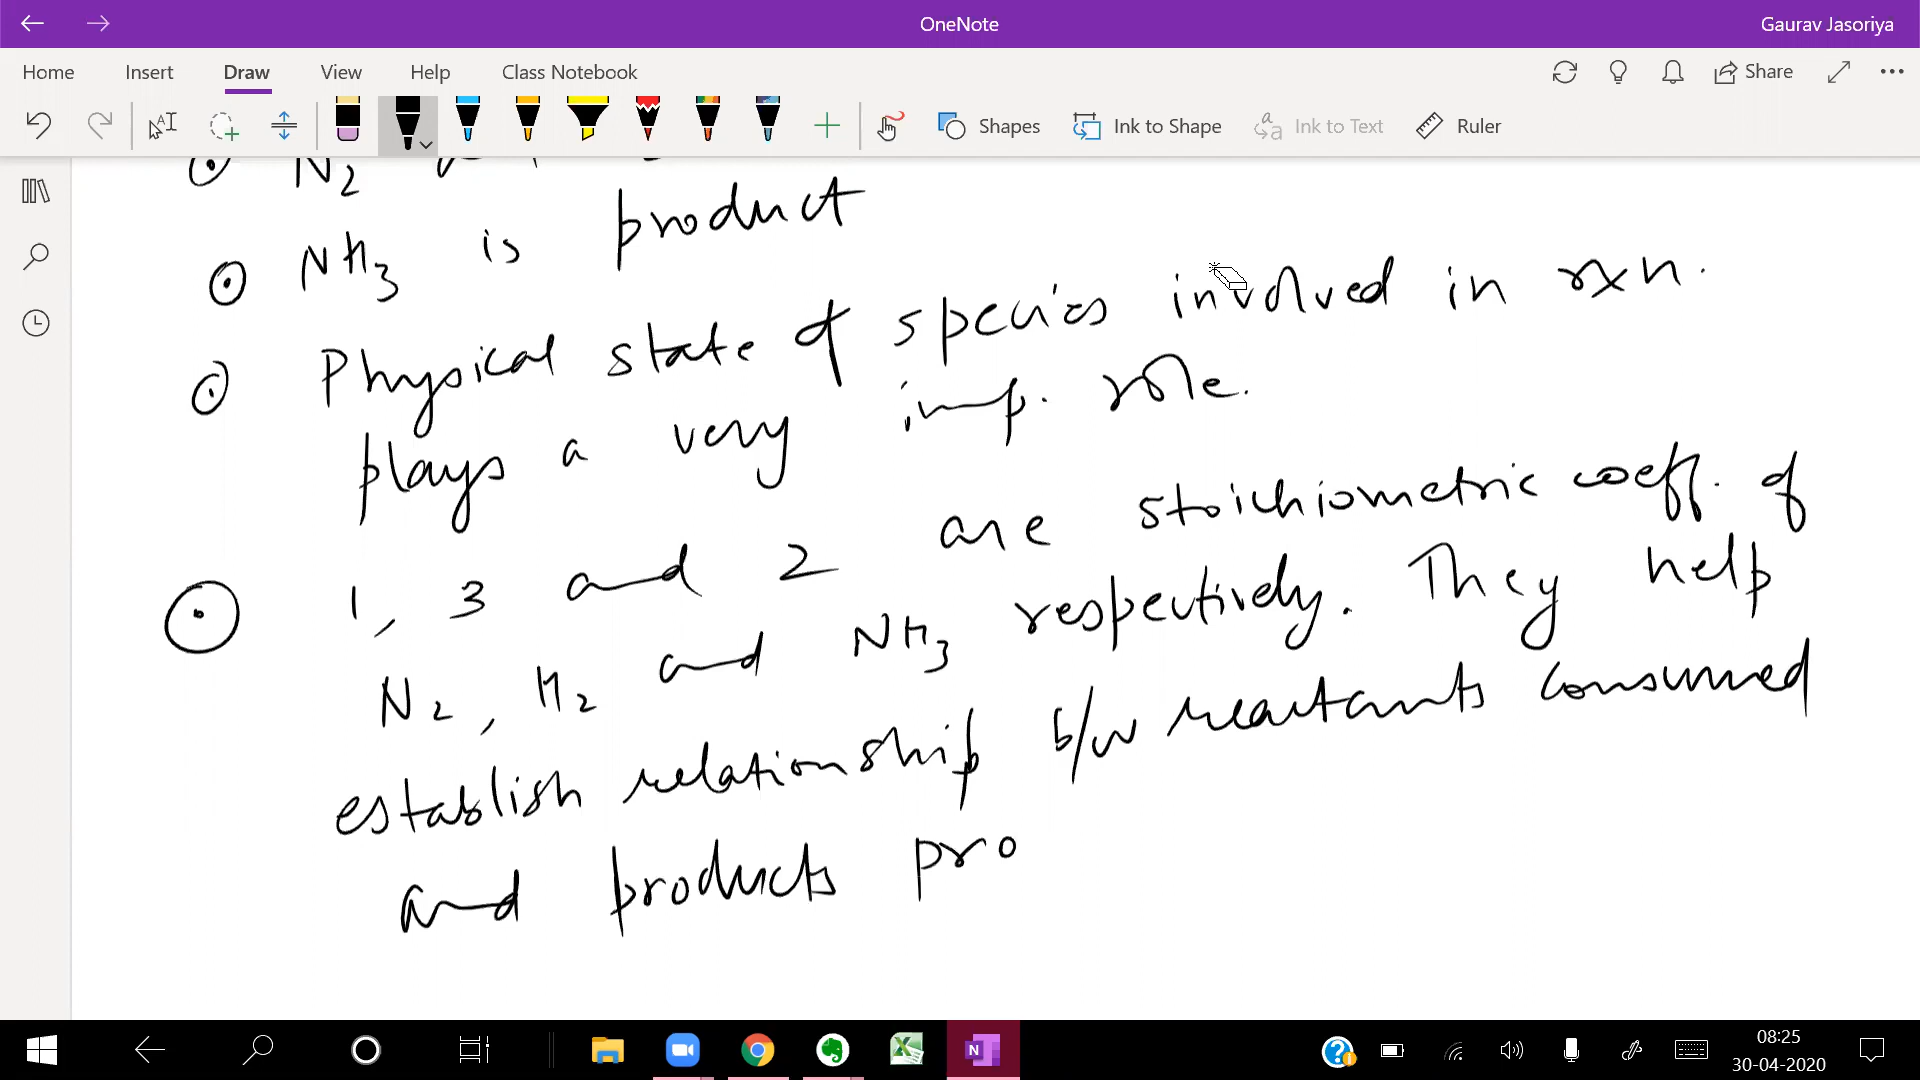 OneNote
Gaurav Jasoriya
Home Insert Draw View Help Class Notebook
Share
Shapes Ink to Shape Ink to Text Ruler
N2
NH3 is product
Physical state of species involved in rxn.
plays a very imp. role.
1, 3 and 2 are stoichiometric coeff. of
N2, H2 and NH3 respectively. They help
establish relationship b/w reactants consumed
and products pro
08:25
30-04-2020